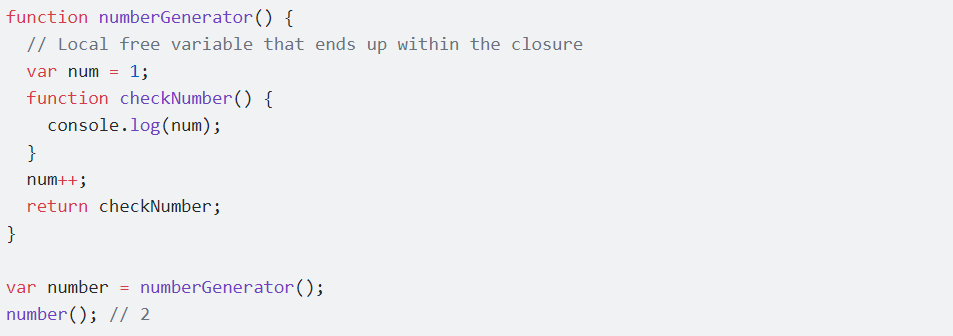 function numberGenerator() {
  // Local free variable that ends up within the closure
  var num = 1;
  function checkNumber() {
    console.log(num);
  }
  num++;
  return checkNumber;
}

var number = numberGenerator();
number(); // 2